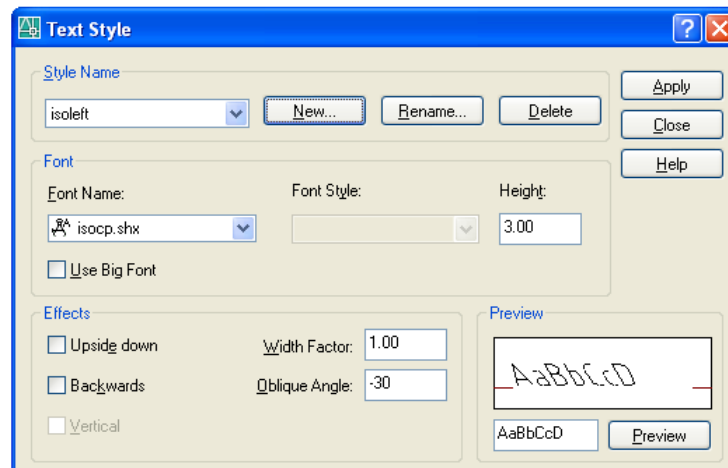 Text Style
Style Name
isoleft
New...
Rename...
Delete
Apply
Close
Help
Font
Font Name:
Font Style:
Height:
isocp.shx
3.00
Use Big Font
Effects
Upside down
Width Factor:
1.00
Backwards
Oblique Angle:
-30
Vertical
Preview
AaBbCcD
AaBbCcD
Preview